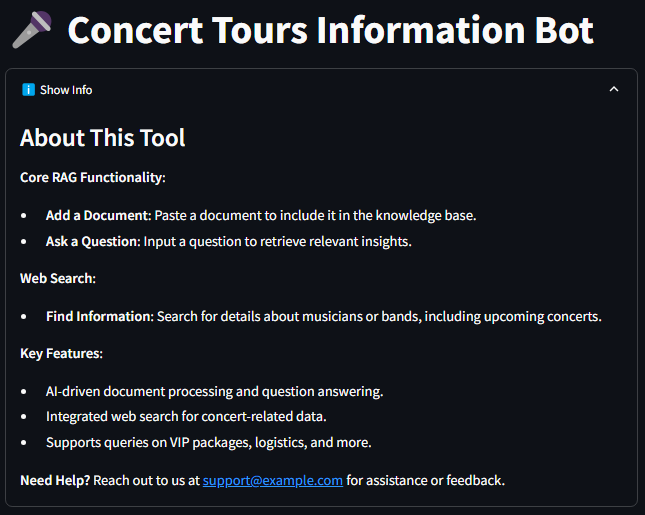 Concert Tours Information Bot
Show Info
About This Tool
Core RAG Functionality:
• Add a Document: Paste a document to include it in the knowledge base.
• Ask a Question: Input a question to retrieve relevant insights.
Web Search:
• Find Information: Search for details about musicians or bands, including upcoming concerts.
Key Features:
• AI-driven document processing and question answering.
• Integrated web search for concert-related data.
• Supports queries on VIP packages, logistics, and more.
Need Help? Reach out to us at support@example.com for assistance or feedback.